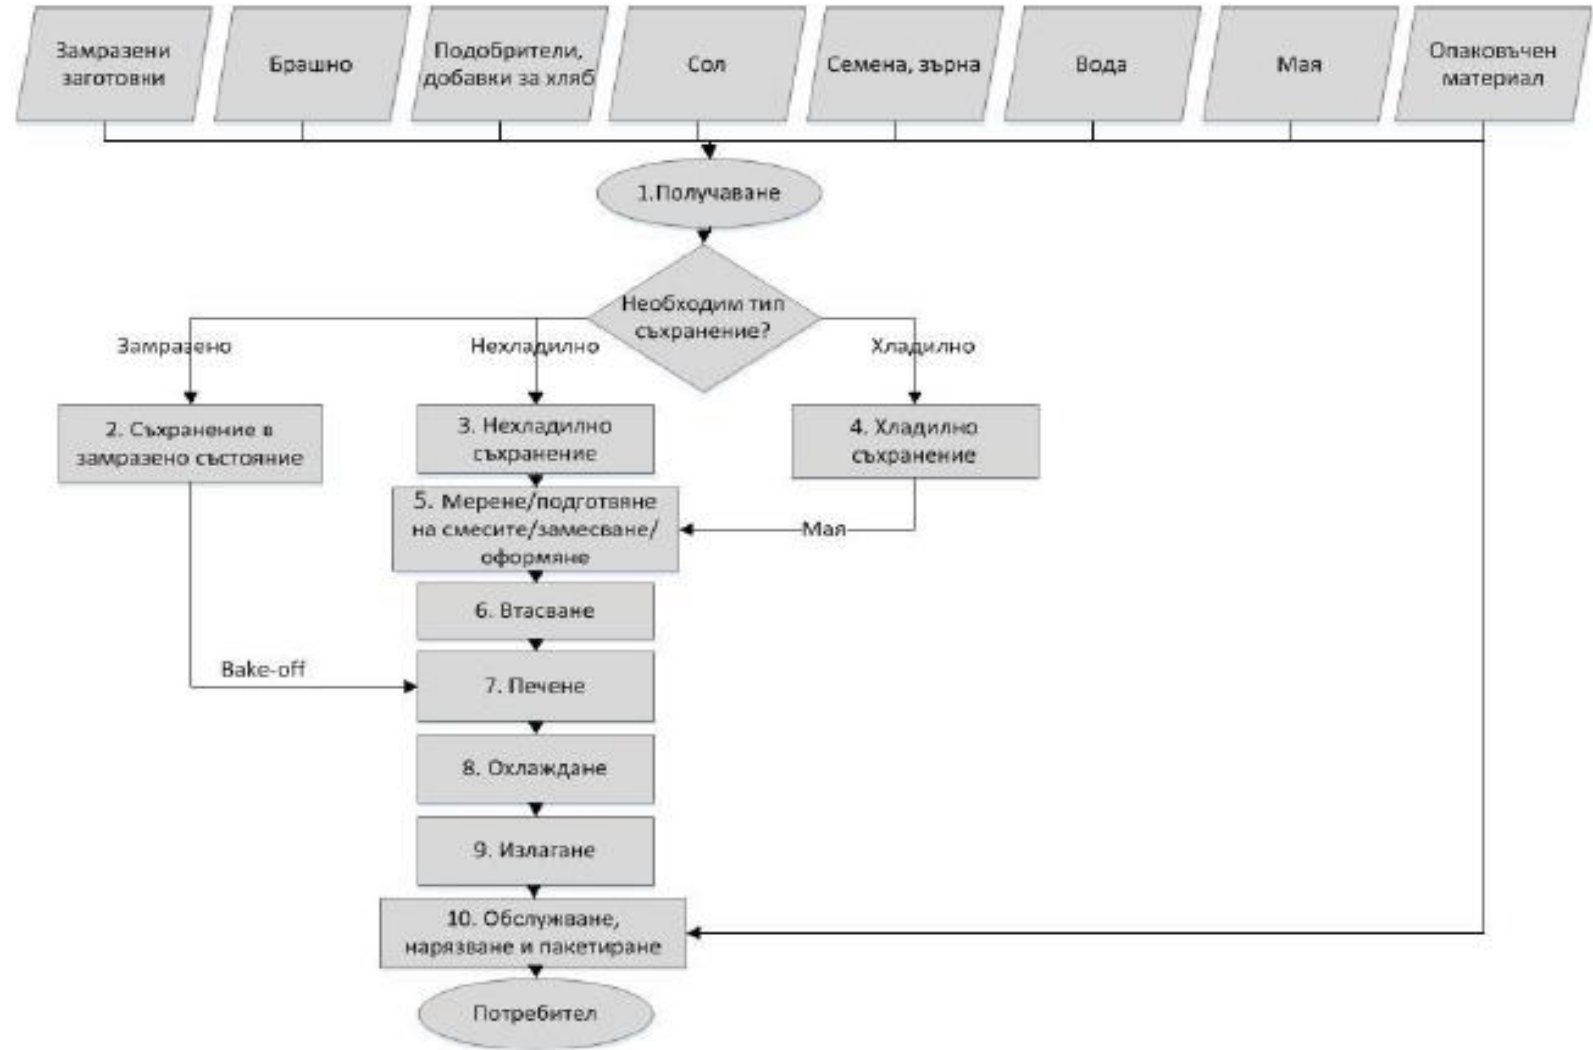 Замразени
заготовки
Брашно
Подобрители,
добавки за хляб
Сол
Семена, зърна
Вода
Мая
Опаковъчен
материал
1.Получаване
Необходим тип
съхранение?
Замразено
Нехладилно
Хладилно
2. Съхранение в
замразено състояние
3. Нехладилно
съхранение
4. Хладилно
съхранение
5. Мерене/подготвяне
на смесите/замесване/
оформяне
Мая
6. Втасване
Bake-off
7. Печене
8. Охлаждане
9. Излагане
10. Обслужване,
нарязване и пакетиране
Потребител